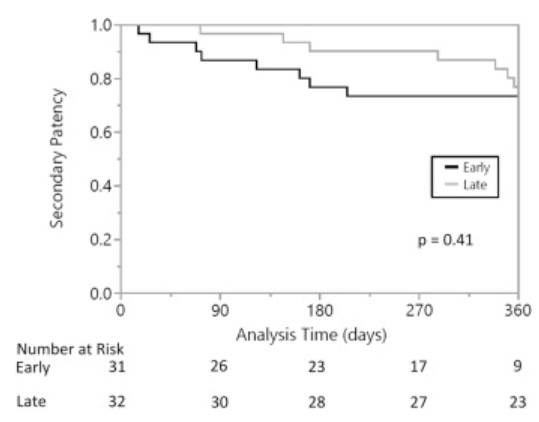 Secondary Patency
1.0
0.8
0.6
0.4
0.2
0.0
Early
Late
p = 0.41
0 90 180 270 360
Analysis Time (days)
Number at Risk
Early 31 26 23 17 9
Late 32 30 28 27 23